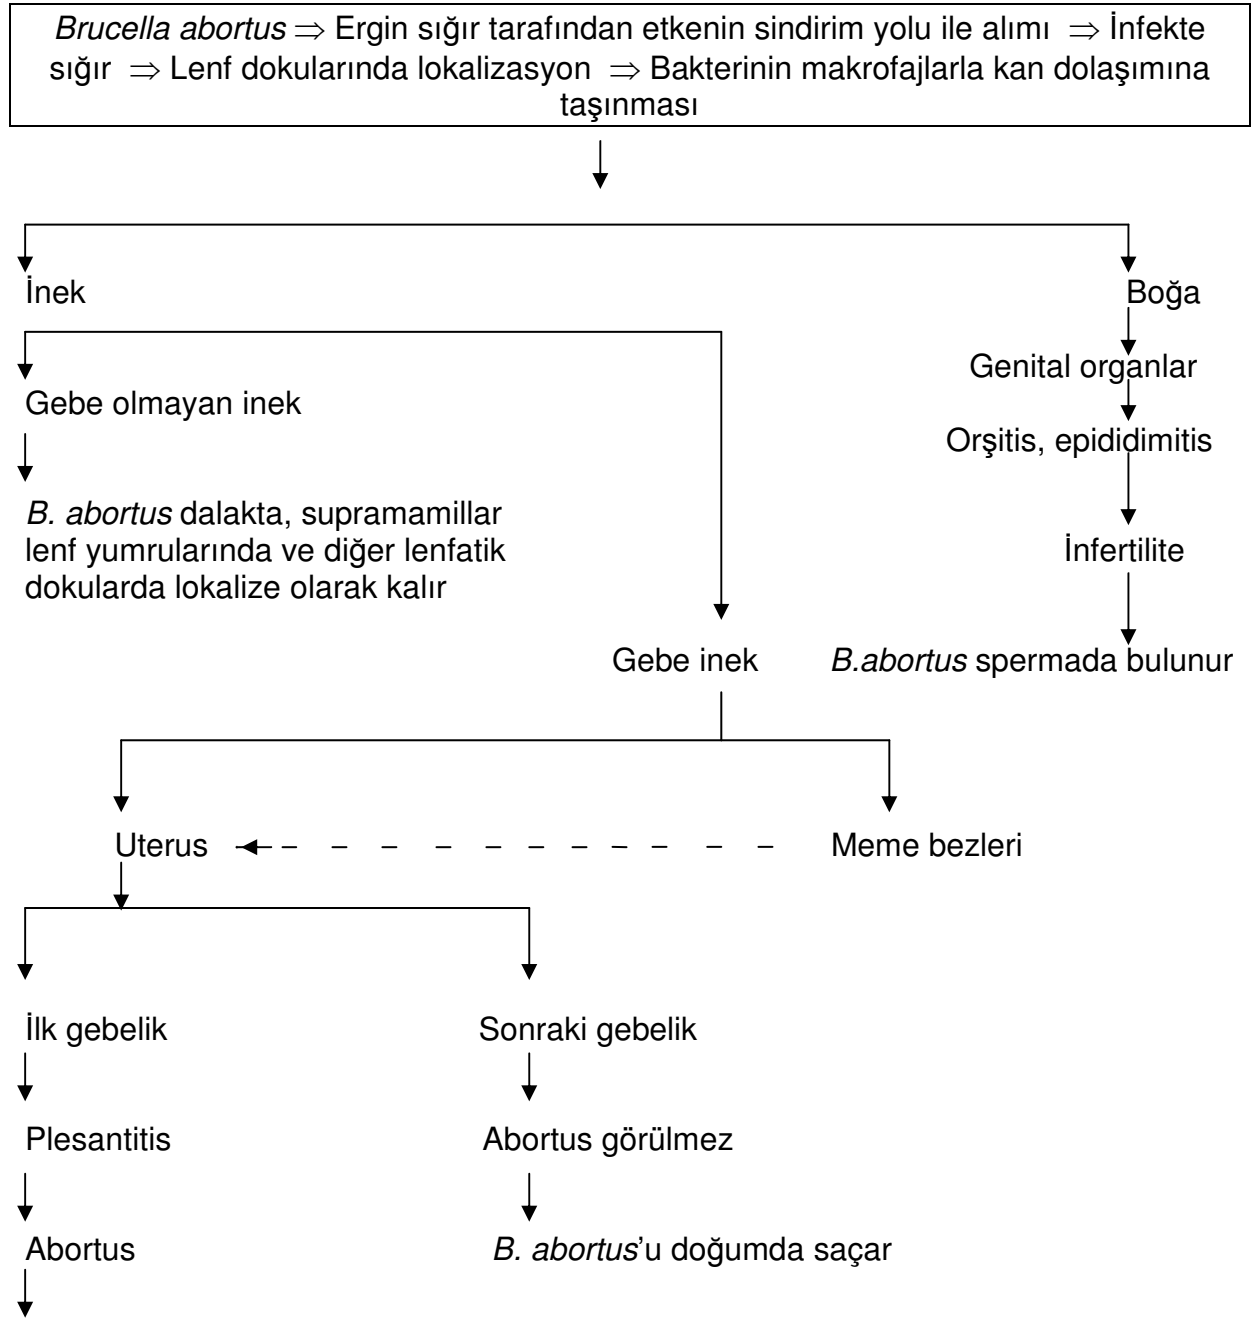 Brucella abortus ⇒ Ergin sığır tarafından etkenin sindirim yolu ile alımı ⇒ İnfekte
sığır ⇒ Lenf dokularında lokalizasyon ⇒ Bakterinin makrofajlarla kan dolaşımına
taşınması
İnek
Boğa
Genital organlar
Gebe olmayan inek
Orşitis, epididimitis
B. abortus dalakta, supramamillar
lenf yumrularında ve diğer lenfatik
dokularda lokalize olarak kalır
İnfertilite
Gebe inek
B.abortus spermada bulunur
Uterus
Meme bezleri
İlk gebelik
Sonraki gebelik
Plesantitis
Abortus görülmez
Abortus
B. abortus'u doğumda saçar